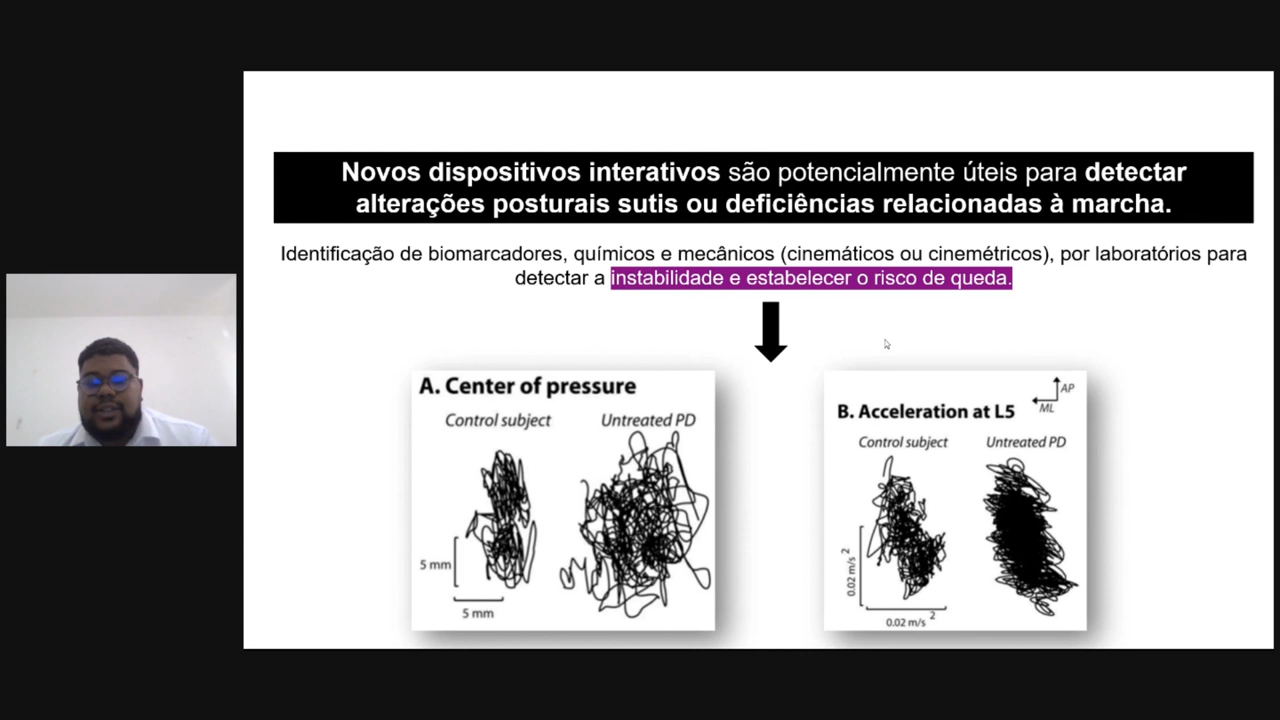 Novos dispositivos interativos são potencialmente úteis para detectar
alterações posturais sutis ou deficiências relacionadas à marcha.
Identificação de biomarcadores, químicos e mecânicos (cinemáticos ou cinemétricos), por laboratórios para
detectar a instabilidade e estabelecer o risco de queda.
A. Center of pressure
Control subject Untreated PD
5 mm
5 mm
AP
ML
B. Acceleration at L5
Control subject Untreated PD
0.02 m/s 2
0.02 m/s 2